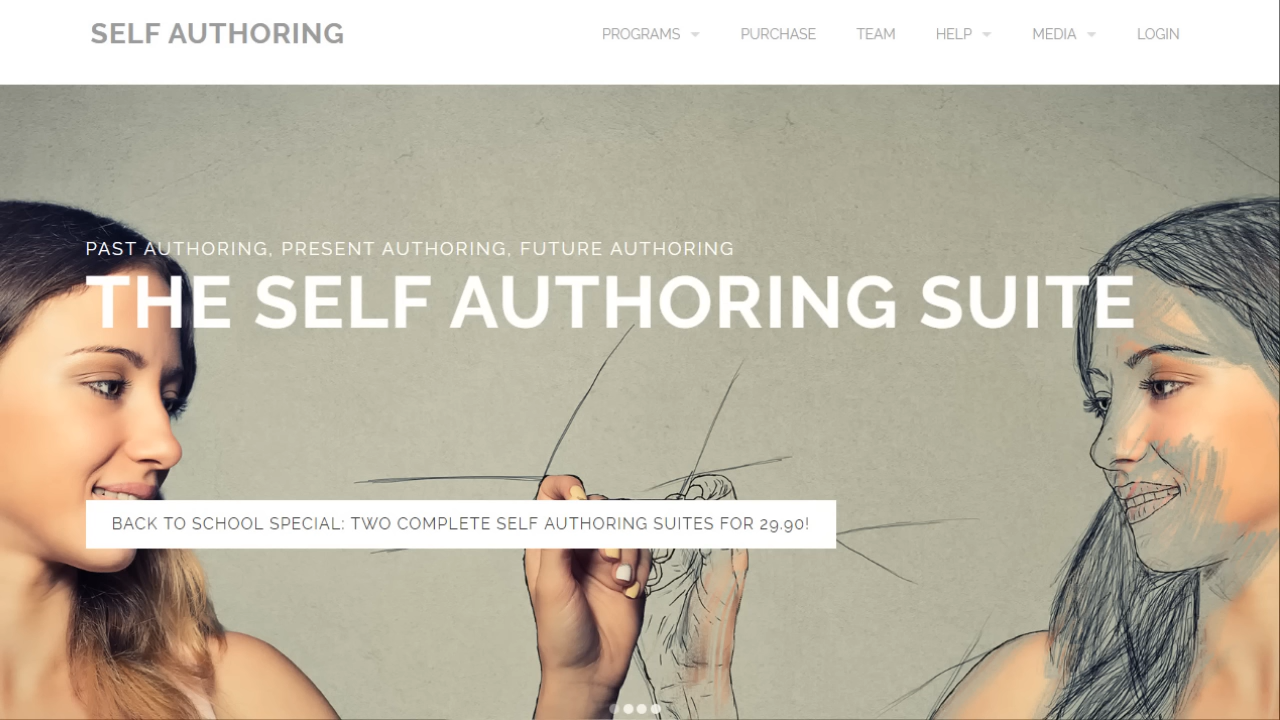 SELF AUTHORING
PROGRAMS PURCHASE TEAM HELP MEDIA LOGIN
PAST AUTHORING, PRESENT AUTHORING, FUTURE AUTHORING
THE SELF AUTHORING SUITE
BACK TO SCHOOL SPECIAL: TWO COMPLETE SELF AUTHORING SUITES FOR 29.90!